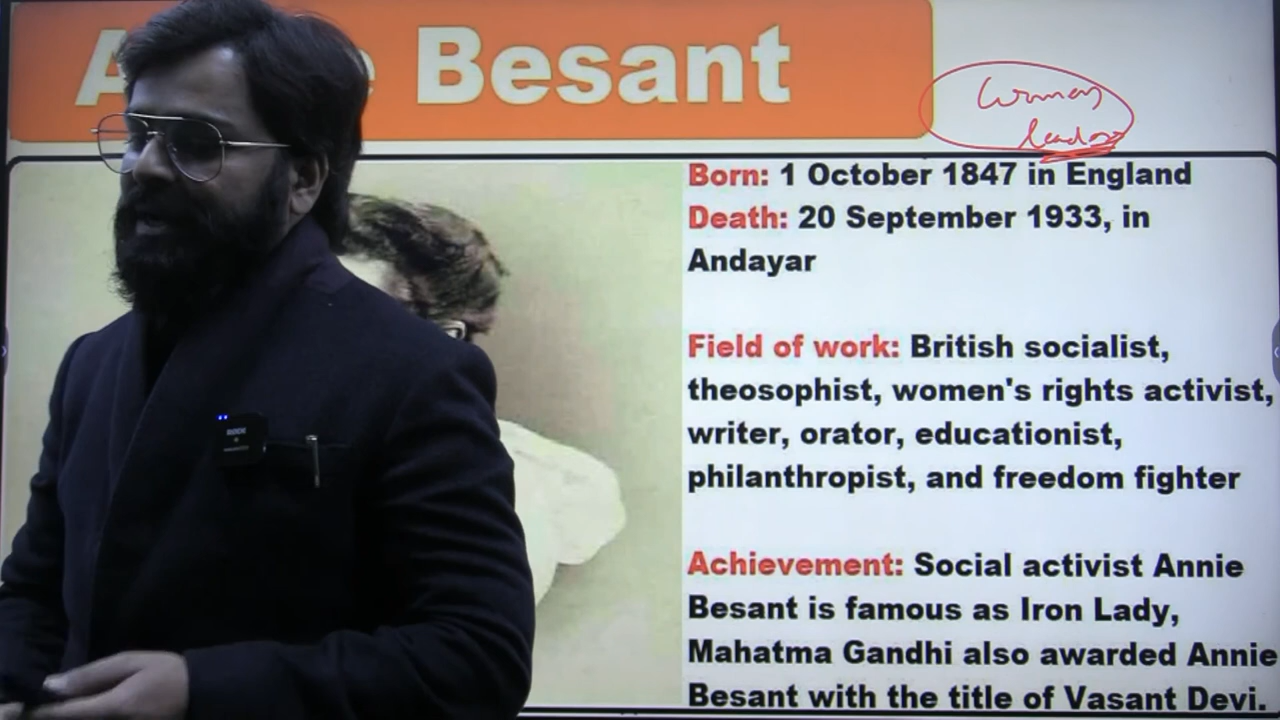 A e Besant
Women
leaders
Born: 1 October 1847 in England
Death: 20 September 1933, in
Andayar
Field of work: British socialist,
theosophist, women's rights activist,
writer, orator, educationist,
philanthropist, and freedom fighter
Achievement: Social activist Annie
Besant is famous as Iron Lady,
Mahatma Gandhi also awarded Annie
Besant with the title of Vasant Devi.